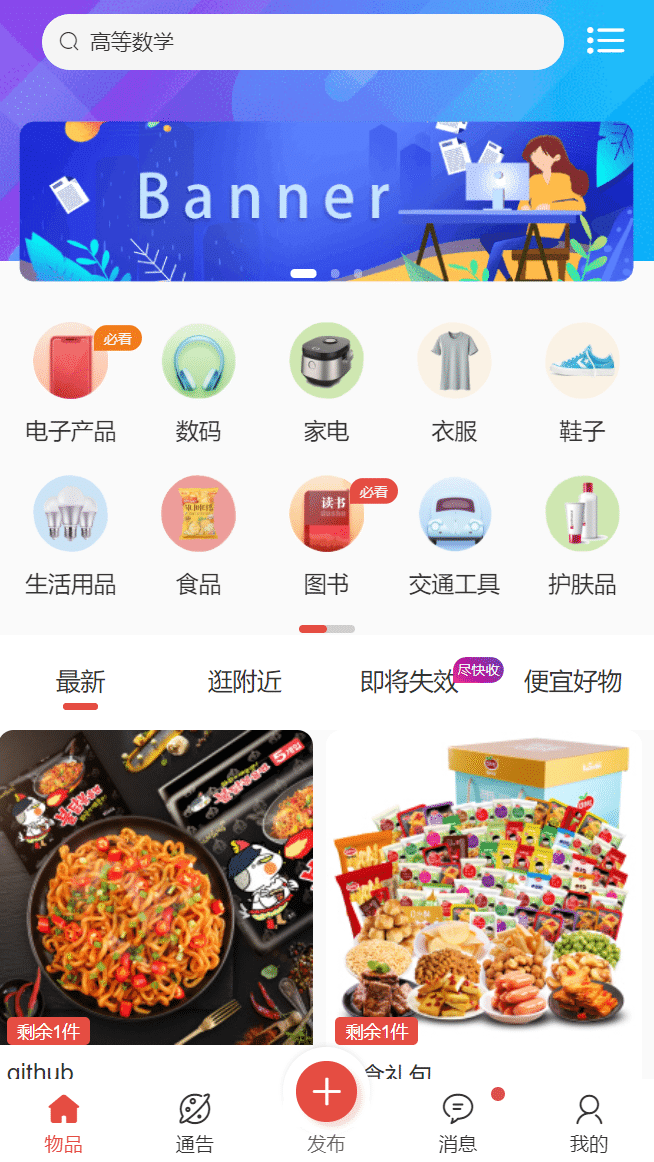 高等数学
Banner
必看
电子产品 数码 家电 衣服 鞋子
读书
必看
生活用品 食品 图书 交通工具 护肤品
尽快收
最新 逛附近 即将失效 便宜好物
剩余1件 剩余1件
github 食礼包
物品 通告 发布 消息 我的